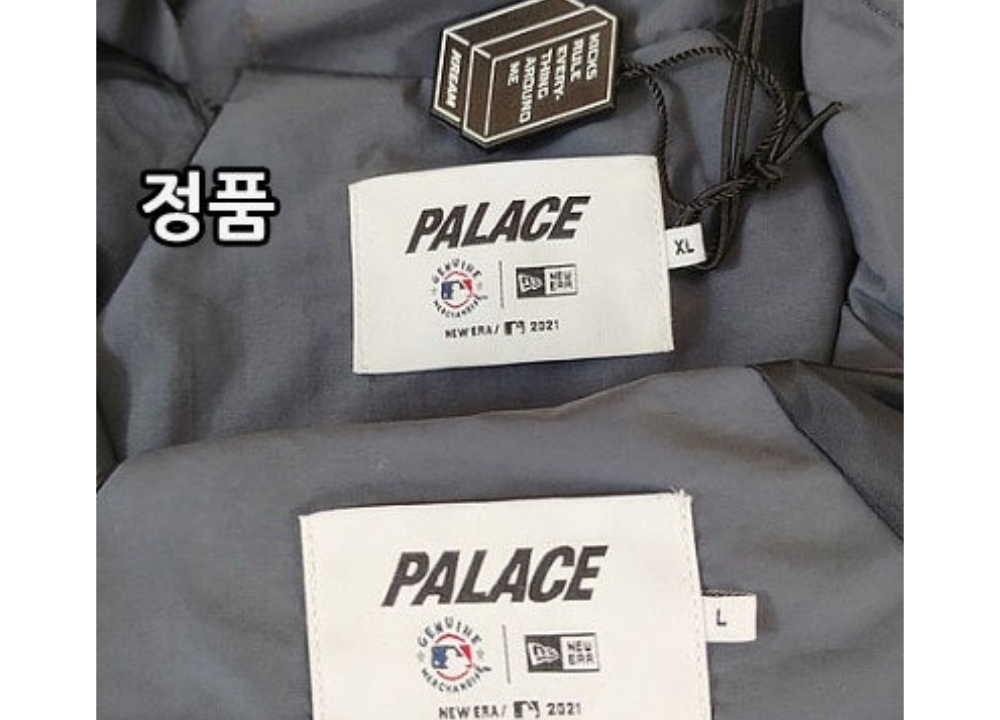 KICKS
RULE
EVERY-
THING
AROUND
ME
KREAM
정품
PALACE
XL
GENUINE
MERCHANDISE
NEW
ERA
NEW ERA / 2021
PALACE
L
GENUINE
MERCHANDISE
NEW
ERA
NEW ERA / 2021